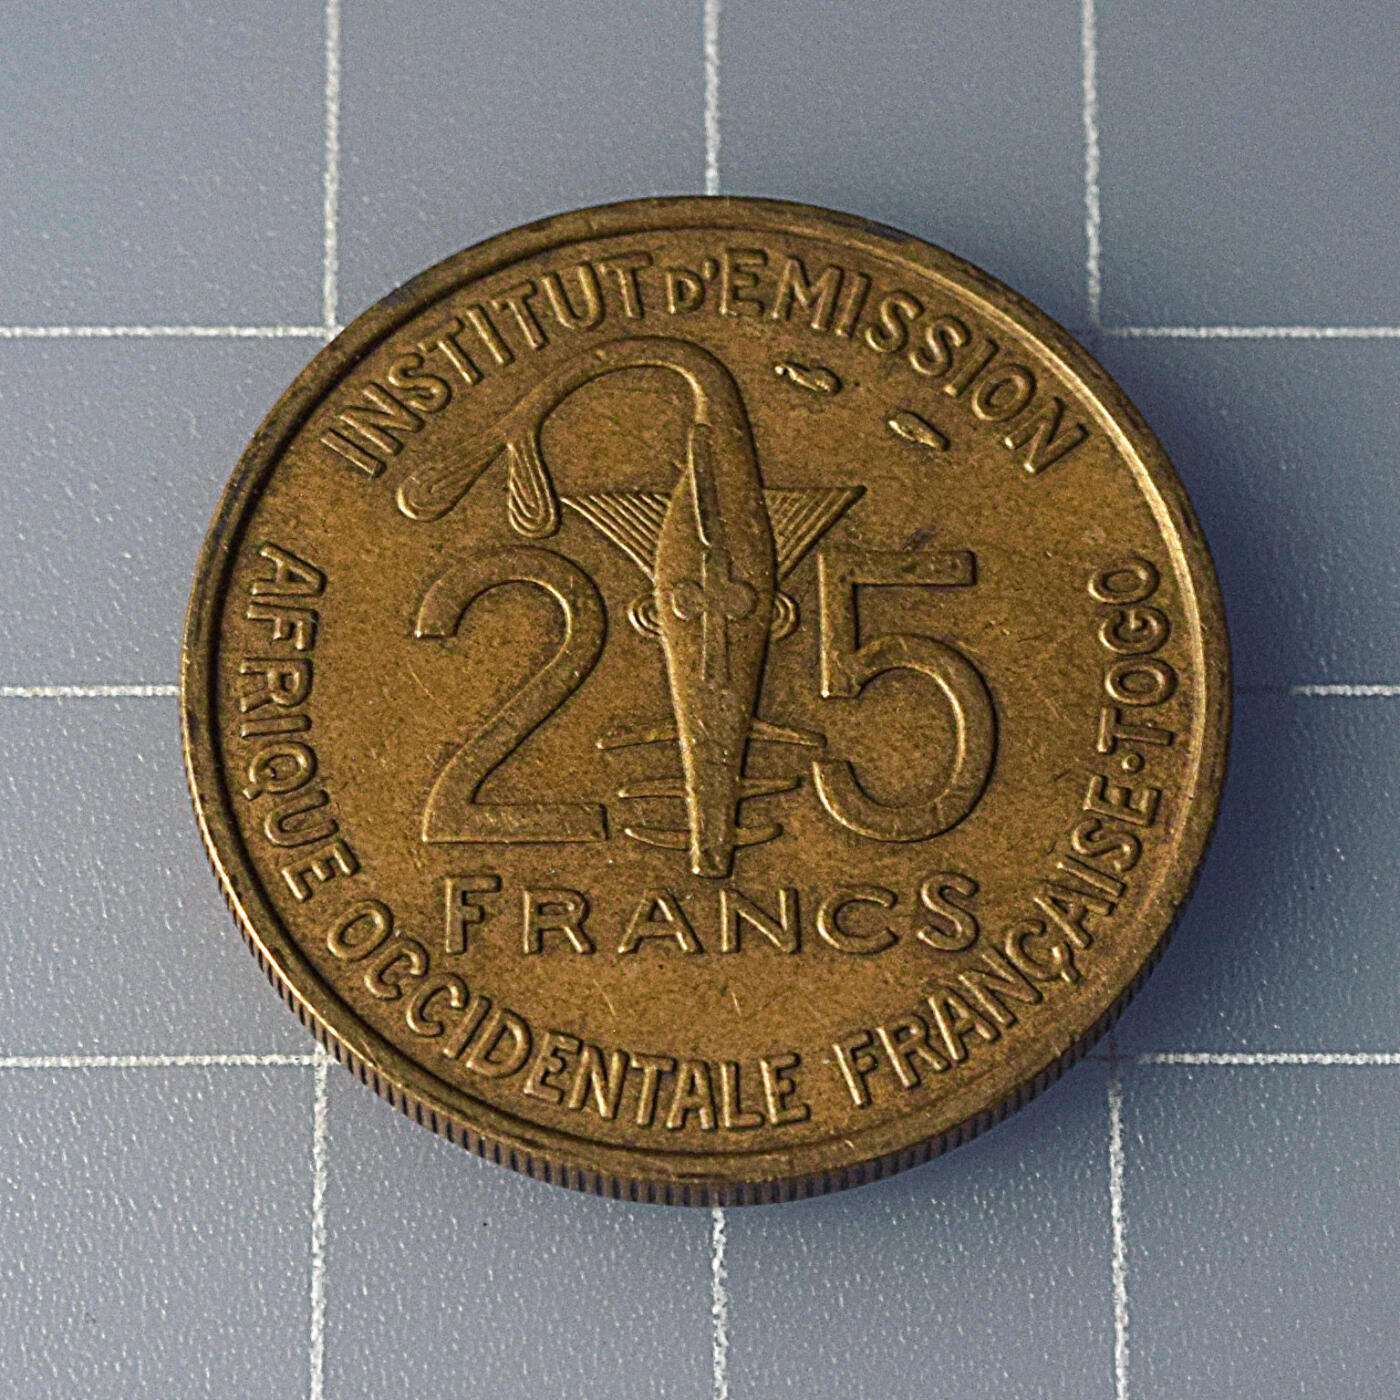 INSTITUT D'EMISSION
25
FRANCS
AFRIQUE OCCIDENTALE FRANÇAISE·TOGO